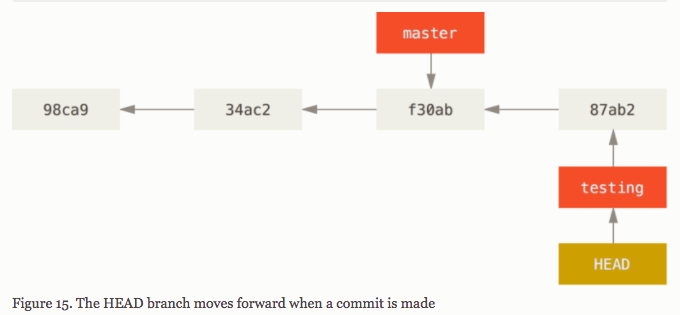 master
98ca9 34ac2 f30ab 87ab2
testing
HEAD
Figure 15. The HEAD branch moves forward when a commit is made